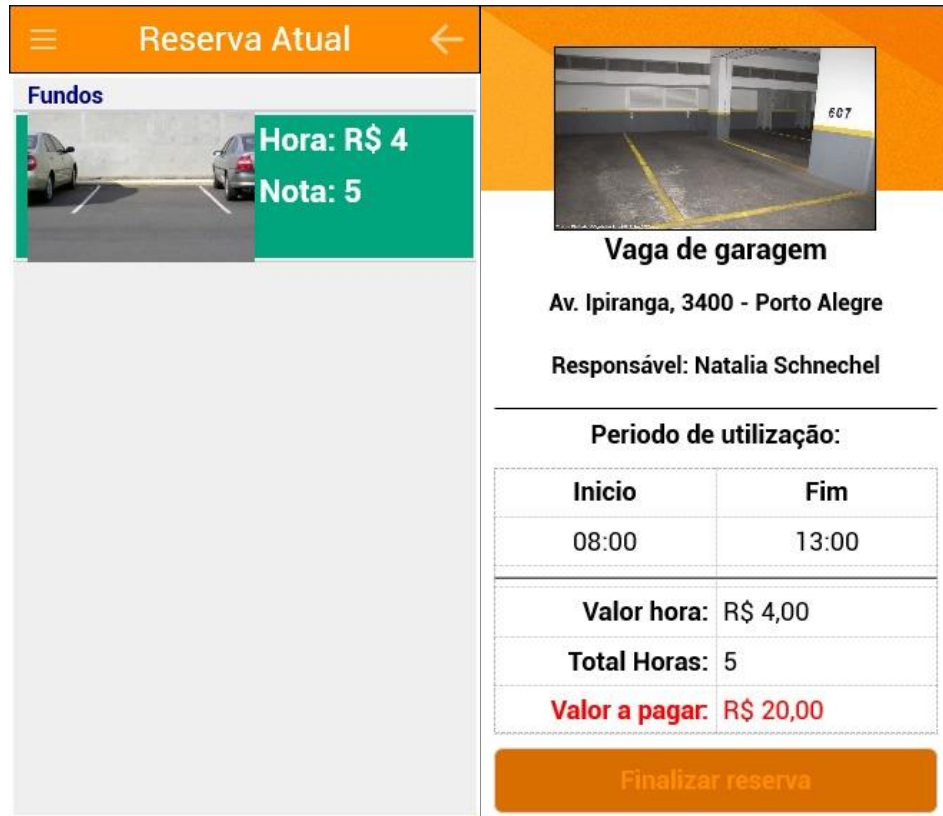 Reserva Atual
Fundos
Hora: R$ 4
Nota: 5
607
Vaga de garagem
Av. Ipiranga, 3400 - Porto Alegre
Responsável: Natalia Schnechel
Periodo de utilização:
Inicio Fim
08:00 13:00
Valor hora: R$ 4,00
Total Horas: 5
Valor a pagar: R$ 20,00
Finalizar reserva